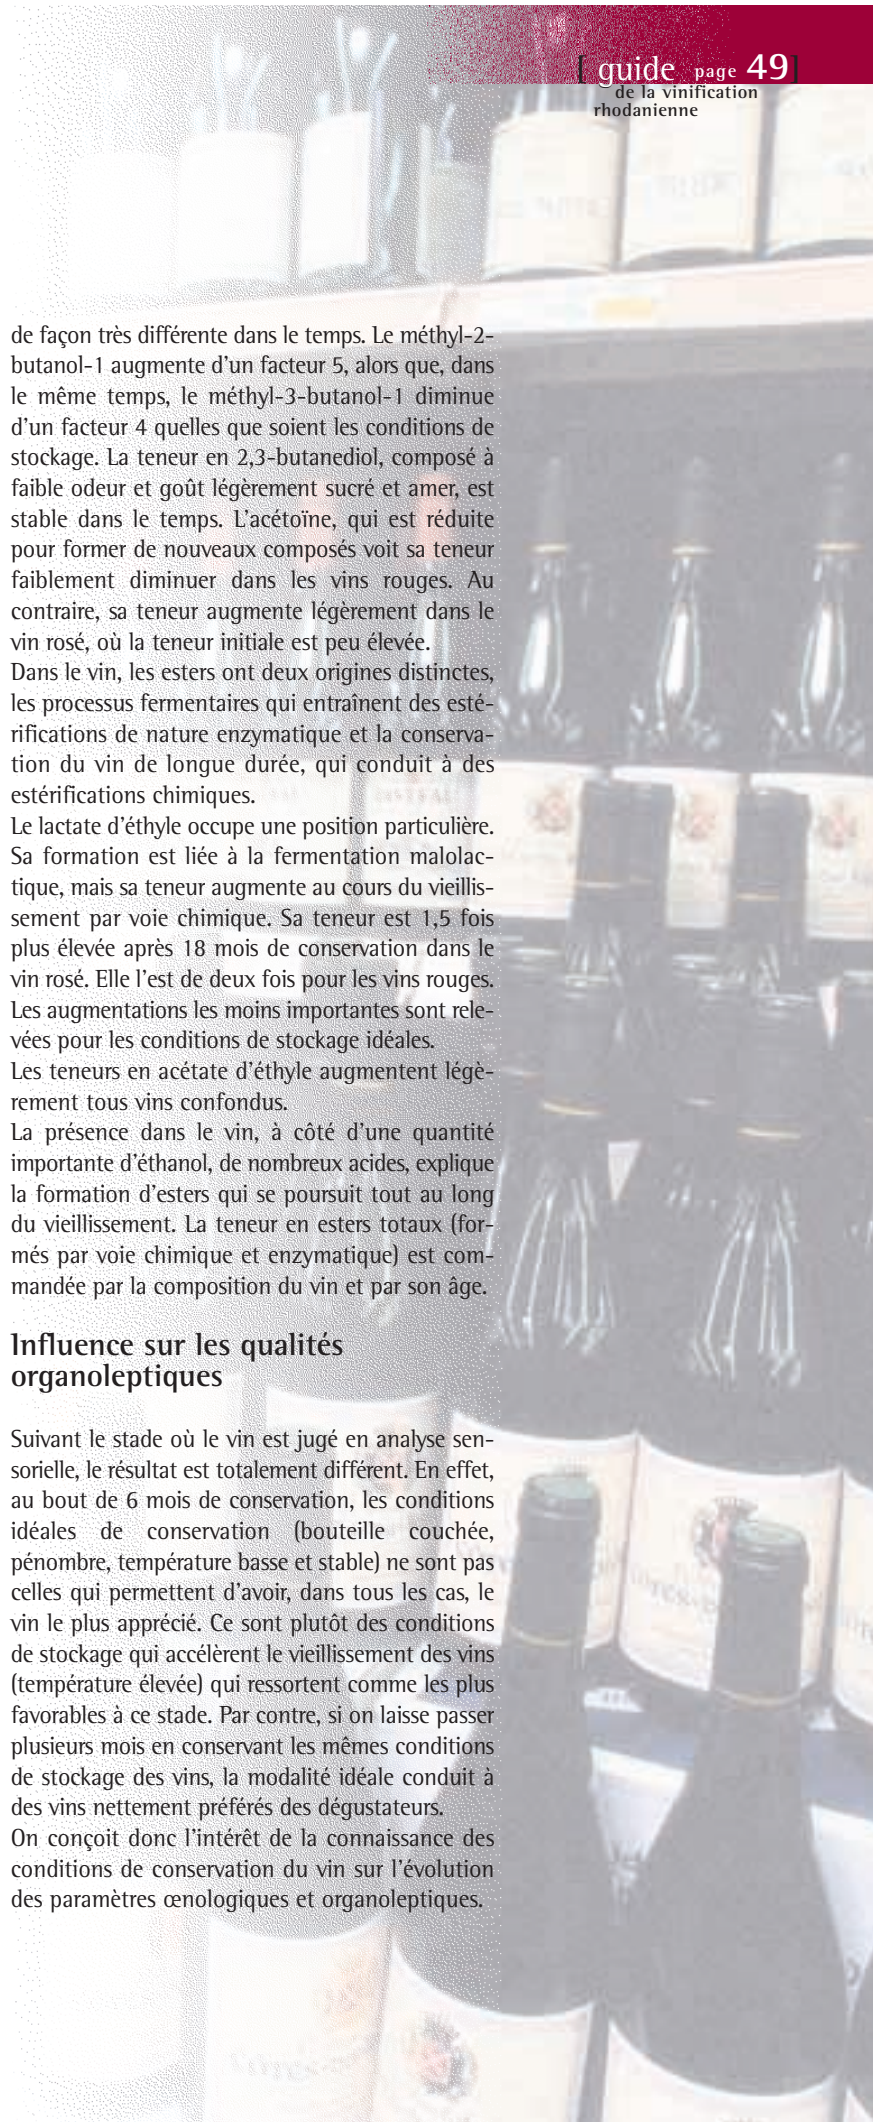 [ guide page 49]
de la vinification
rhodanienne
de façon très différente dans le temps. Le méthyl-2-
butanol-1 augmente d'un facteur 5, alors que, dans
le même temps, le méthyl-3-butanol-1 diminue
d'un facteur 4 quelles que soient les conditions de
stockage. La teneur en 2,3-butanediol, composé à
faible odeur et goût légèrement sucré et amer, est
stable dans le temps. L'acétoïne, qui est réduite
pour former de nouveaux composés voit sa teneur
faiblement diminuer dans les vins rouges. Au
contraire, sa teneur augmente légèrement dans le
vin rosé, où la teneur initiale est peu élevée.
Dans le vin, les esters ont deux origines distinctes,
les processus fermentaires qui entraînent des esté-
rifications de nature enzymatique et la conserva-
tion du vin de longue durée, qui conduit à des
estérifications chimiques.
Le lactate d'éthyle occupe une position particulière.
Sa formation est liée à la fermentation malolac-
tique, mais sa teneur augmente au cours du vieillis-
sement par voie chimique. Sa teneur est 1,5 fois
plus élevée après 18 mois de conservation dans le
vin rosé. Elle l'est de deux fois pour les vins rouges.
Les augmentations les moins importantes sont rele-
vées pour les conditions de stockage idéales.
Les teneurs en acétate d'éthyle augmentent légè-
rement tous vins confondus.
La présence dans le vin, à côté d'une quantité
importante d'éthanol, de nombreux acides, explique
la formation d'esters qui se poursuit tout au long
du vieillissement. La teneur en esters totaux (for-
més par voie chimique et enzymatique) est com-
mandée par la composition du vin et par son âge.
Influence sur les qualités
organoleptiques
Suivant le stade où le vin est jugé en analyse sen-
sorielle, le résultat est totalement différent. En effet,
au bout de 6 mois de conservation, les conditions
idéales de conservation (bouteille couchée,
pénombre, température basse et stable) ne sont pas
celles qui permettent d'avoir, dans tous les cas, le
vin le plus apprécié. Ce sont plutôt des conditions
de stockage qui accélèrent le vieillissement des vins
(température élevée) qui ressortent comme les plus
favorables à ce stade. Par contre, si on laisse passer
plusieurs mois en conservant les mêmes conditions
de stockage des vins, la modalité idéale conduit à
des vins nettement préférés des dégustateurs.
On conçoit donc l'intérêt de la connaissance des
conditions de conservation du vin sur l'évolution
des paramètres œnologiques et organoleptiques.